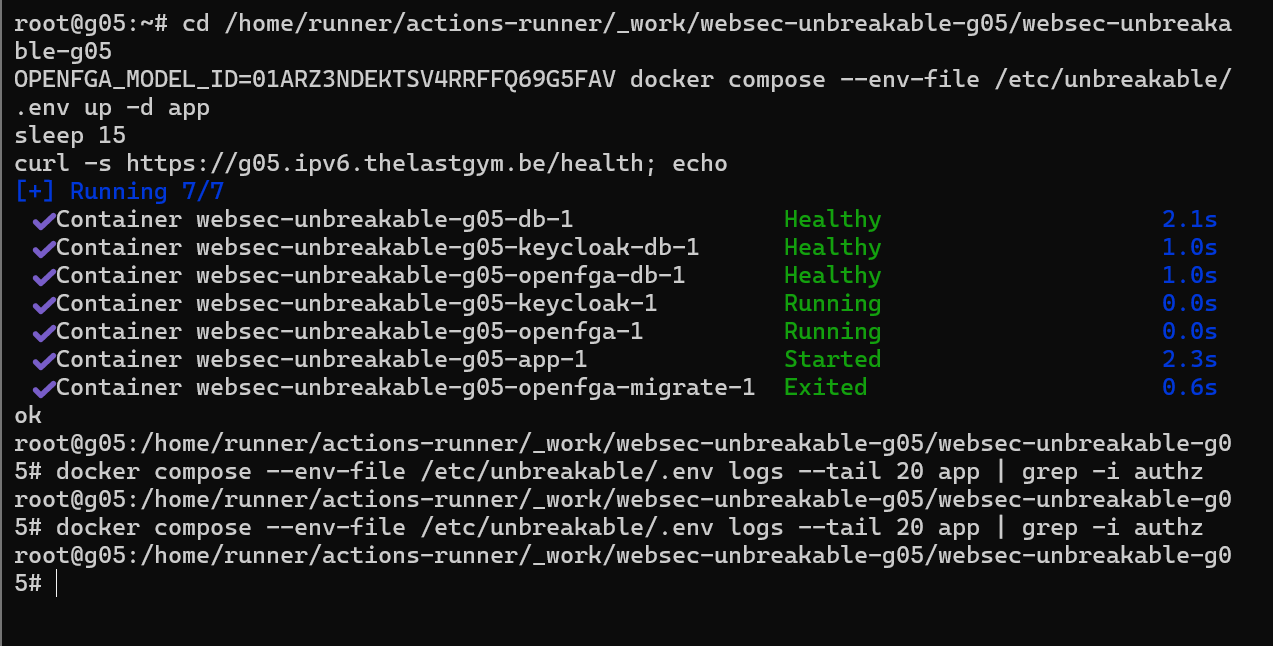 root@g05:~# cd /home/runner/actions-runner/_work/websec-unbreakable-g05/websec-unbreaka
ble-g05
OPENFGA_MODEL_ID=01ARZ3NDEKTSV4RRFFQ69G5FAV docker compose --env-file /etc/unbreakable/
.env up -d app
sleep 15
curl -s https://g05.ipv6.thelastgym.be/health; echo
[+] Running 7/7
✔Container websec-unbreakable-g05-db-1 Healthy 2.1s
✔Container websec-unbreakable-g05-keycloak-db-1 Healthy 1.0s
✔Container websec-unbreakable-g05-openfga-db-1 Healthy 1.0s
✔Container websec-unbreakable-g05-keycloak-1 Running 0.0s
✔Container websec-unbreakable-g05-openfga-1 Running 0.0s
✔Container websec-unbreakable-g05-app-1 Started 2.3s
✔Container websec-unbreakable-g05-openfga-migrate-1 Exited 0.6s
ok
root@g05:/home/runner/actions-runner/_work/websec-unbreakable-g05/websec-unbreakable-g0
5# docker compose --env-file /etc/unbreakable/.env logs --tail 20 app | grep -i authz
root@g05:/home/runner/actions-runner/_work/websec-unbreakable-g05/websec-unbreakable-g0
5# docker compose --env-file /etc/unbreakable/.env logs --tail 20 app | grep -i authz
root@g05:/home/runner/actions-runner/_work/websec-unbreakable-g05/websec-unbreakable-g0
5#